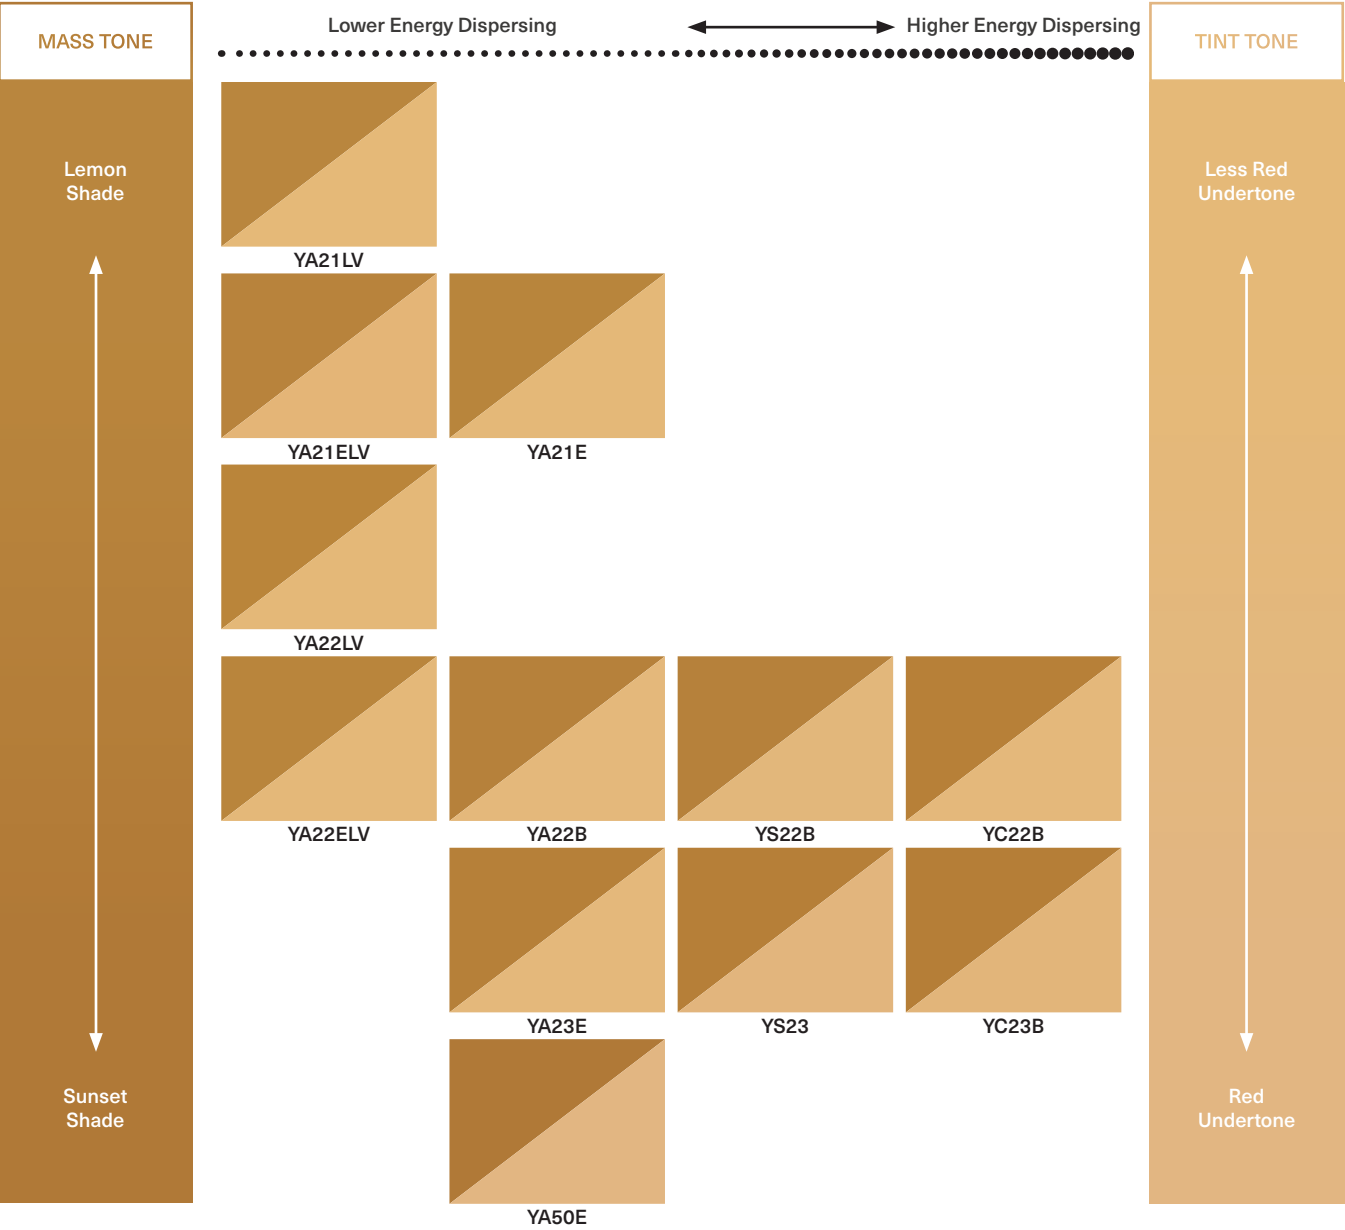 MASS TONE
Lower Energy Dispersing
Higher Energy Dispersing
TINT TONE
Lemon
Shade
Less Red
Undertone
YA21LV
YA21ELV
YA21E
YA22LV
YA22ELV
YA22B
YS22B
YC22B
YA23E
YS23
YC23B
Sunset
Shade
Red
Undertone
YA50E